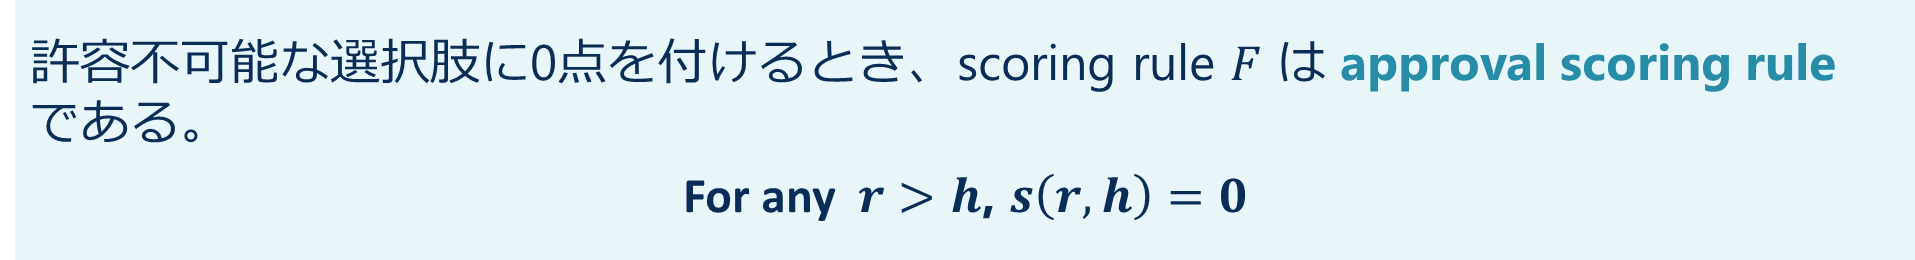 許容不可能な選択肢に0点を付けるとき、scoring rule F は approval scoring rule
である。
For any r > h, s(r, h) = 0